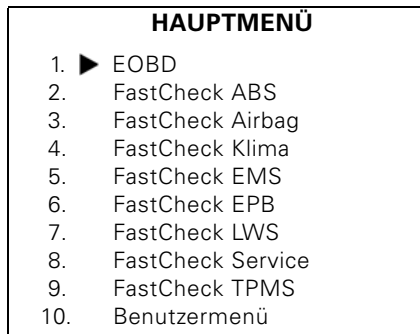 HAUPTMENÜ
1. ▶ EOBD
2. FastCheck ABS
3. FastCheck Airbag
4. FastCheck Klima
5. FastCheck EMS
6. FastCheck EPB
7. FastCheck LWS
8. FastCheck Service
9. FastCheck TPMS
10. Benutzermenü